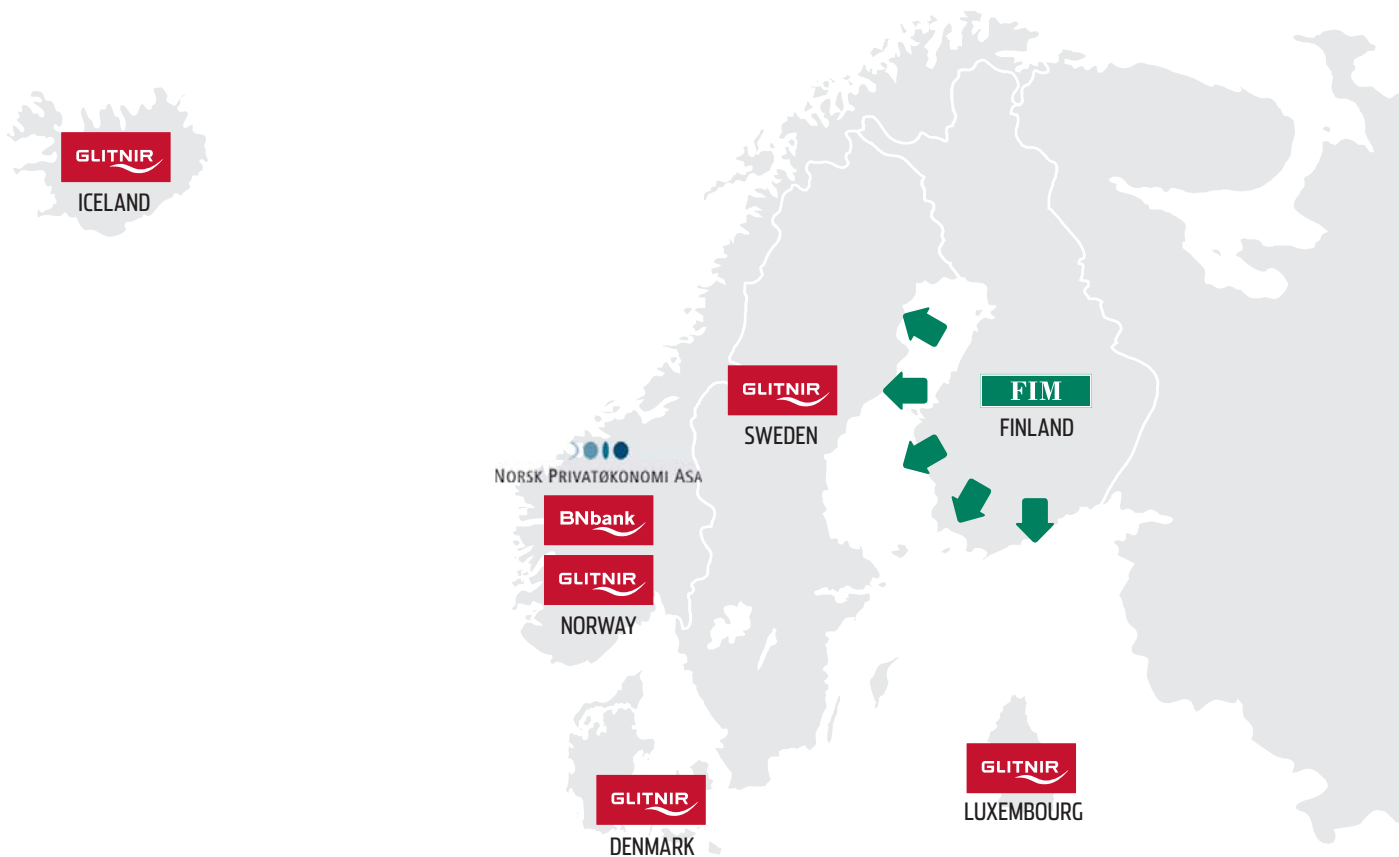 GLITNIR
ICELAND
GLITNIR
SWEDEN
FIM
FINLAND
NORSK PRIVATØKONOMI ASA
BNbank
GLITNIR
NORWAY
GLITNIR
LUXEMBOURG
GLITNIR
DENMARK